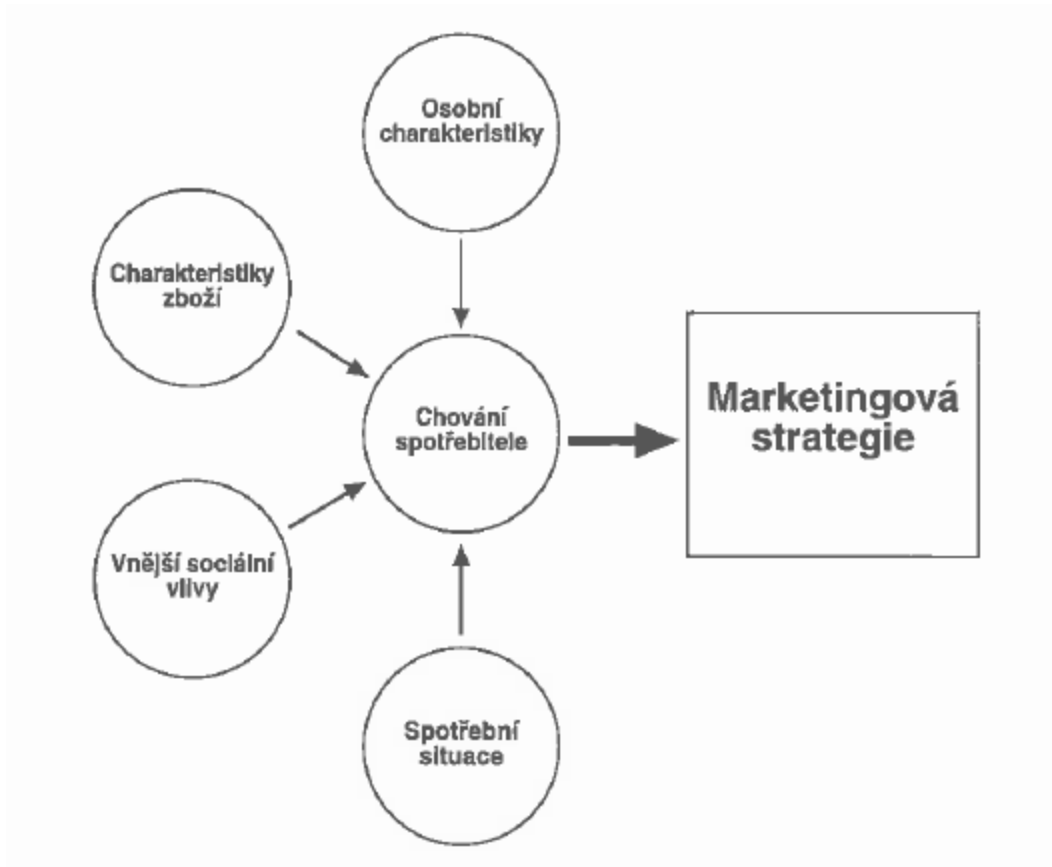 Osobní
charakteristiky
Charakteristiky
zboží
Chování
spotřebitele
Marketingová
strategie
Vnější sociální
vlivy
Spotřební
situace